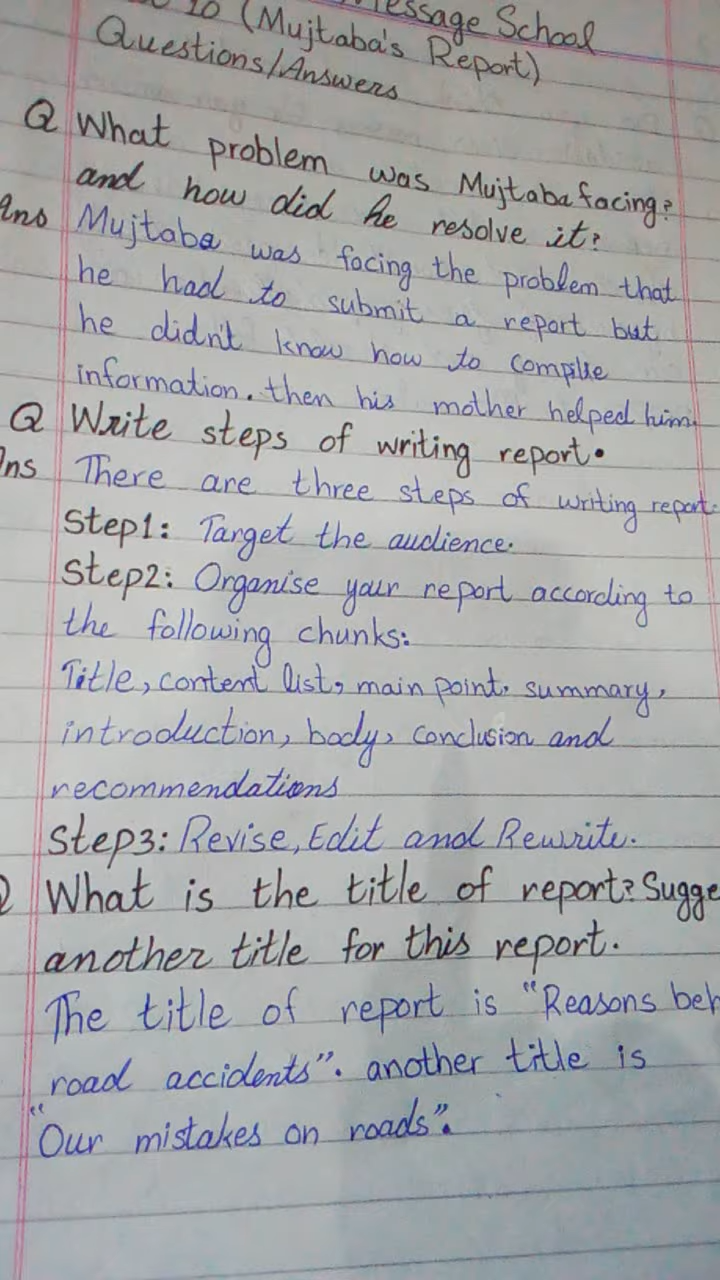 Message School
10 (Mujtaba's Report)
Questions/Answers
Q What problem was Mujtaba facing?
and how did he resolve it?
Ans Mujtaba was facing the problem that
he had to submit a report but
he didn't know how to compile
information. then his mother helped him.
Q Write steps of writing report.
Ans There are three steps of writing report.
Step1: Target the audience.
Step2: Organise your report according to
the following chunks:
Title, content list, main point, summary,
introduction, body, conclusion and
recommendations
Step3: Revise, Edit and Rewrite.
Q What is the title of report? Sugge
another title for this report.
The title of report is "Reasons beh
road accidents". another title is
"Our mistakes on roads".